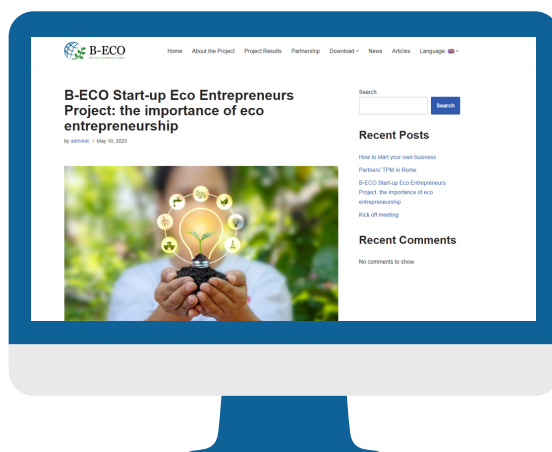 B-ECO
Home About the Project Project Results Partnership Download News Articles Language:
B-ECO Start-up Eco Entrepreneurs
Project: the importance of eco
entrepreneurship
by admindc / May 10, 2023
Search
Search
Recent Posts
How to start your own business
Partners' TPM in Rome
B-ECO Start-up Eco Entrepreneurs
Project: the importance of eco
entrepreneurship
Kick off meeting
Recent Comments
No comments to show.